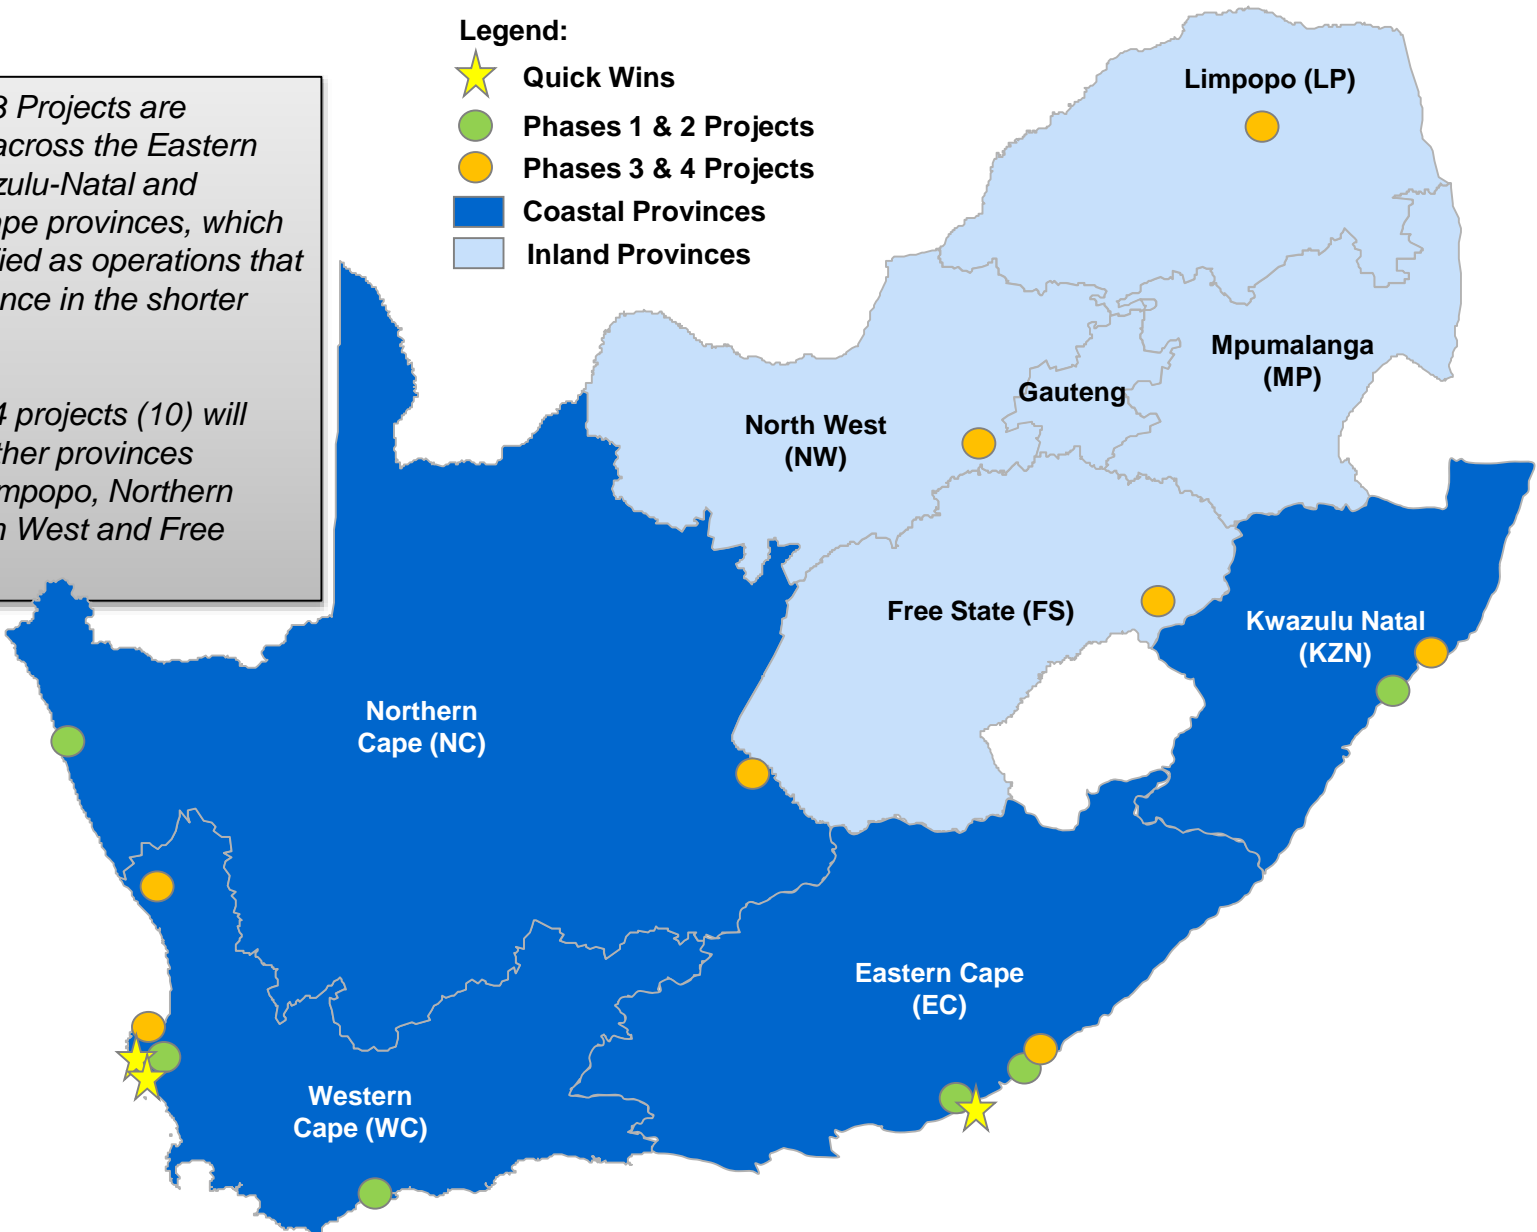 Legend:
Quick Wins
Phases 1 & 2 Projects
Phases 3 & 4 Projects
Coastal Provinces
Inland Provinces
3 Projects are
across the Eastern
zulu-Natal and
ope provinces, which
fied as operations that
nce in the shorter
4 projects (10) will
ther provinces
mpopo, Northern
h West and Free
Limpopo (LP)
Mpumalanga
(MP)
Gauteng
North West
(NW)
Free State (FS)
Kwazulu Natal
(KZN)
Northern
Cape (NC)
Eastern Cape
(EC)
Western
Cape (WC)